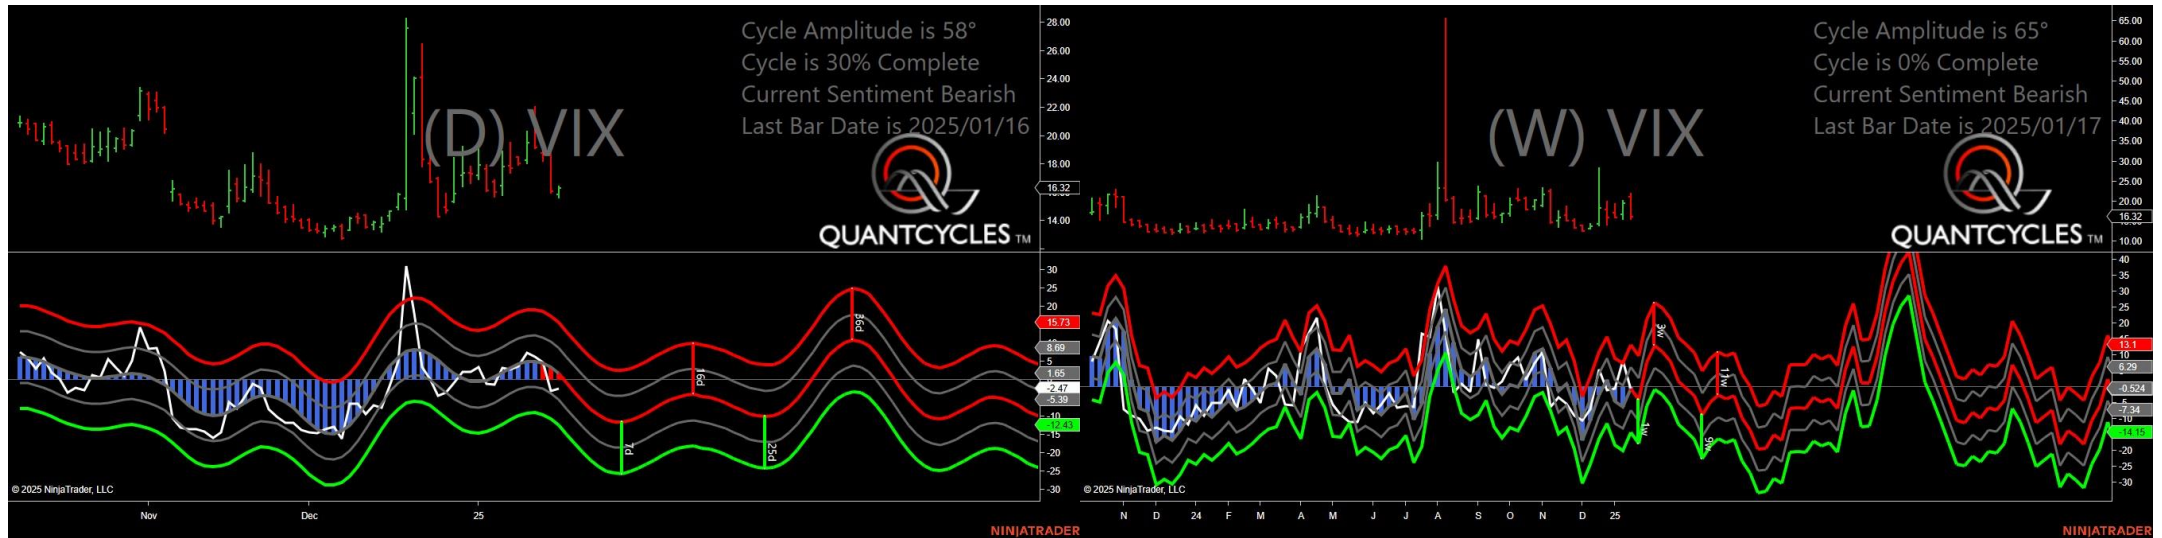 Cycle Amplitude is 58°
Cycle is 30% Complete
Current Sentiment Bearish
Last Bar Date is 2025/01/16
(D) VIX
QUANTCYCLES TM
28.00
26.00
24.00
22.00
20.00
18.00
16.32
14.00
30
25
20
15.73
8.69
5
1.65
-2.47
-5.39
-10
-12.43
-15
-20
-25
-30
7d
16d
25d
36d
© 2025 NinjaTrader, LLC
Nov
Dec
25
NINJATRADER
Cycle Amplitude is 65°
Cycle is 0% Complete
Current Sentiment Bearish
Last Bar Date is 2025/01/17
(W) VIX
QUANTCYCLES TM
65.00
60.00
55.00
50.00
45.00
40.00
35.00
30.00
25.00
20.00
16.32
10.00
40
35
30
25
20
13.1
10
6.29
-0.524
-7.34
-10
-14.15
-20
-25
-30
3w
1w
9w
© 2025 NinjaTrader, LLC
N
D
24
F
M
A
M
J
J
A
S
O
N
D
25
NINJATRADER